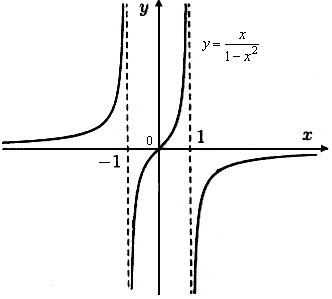 y
y = x / (1 - x²)
0
1
x
-1